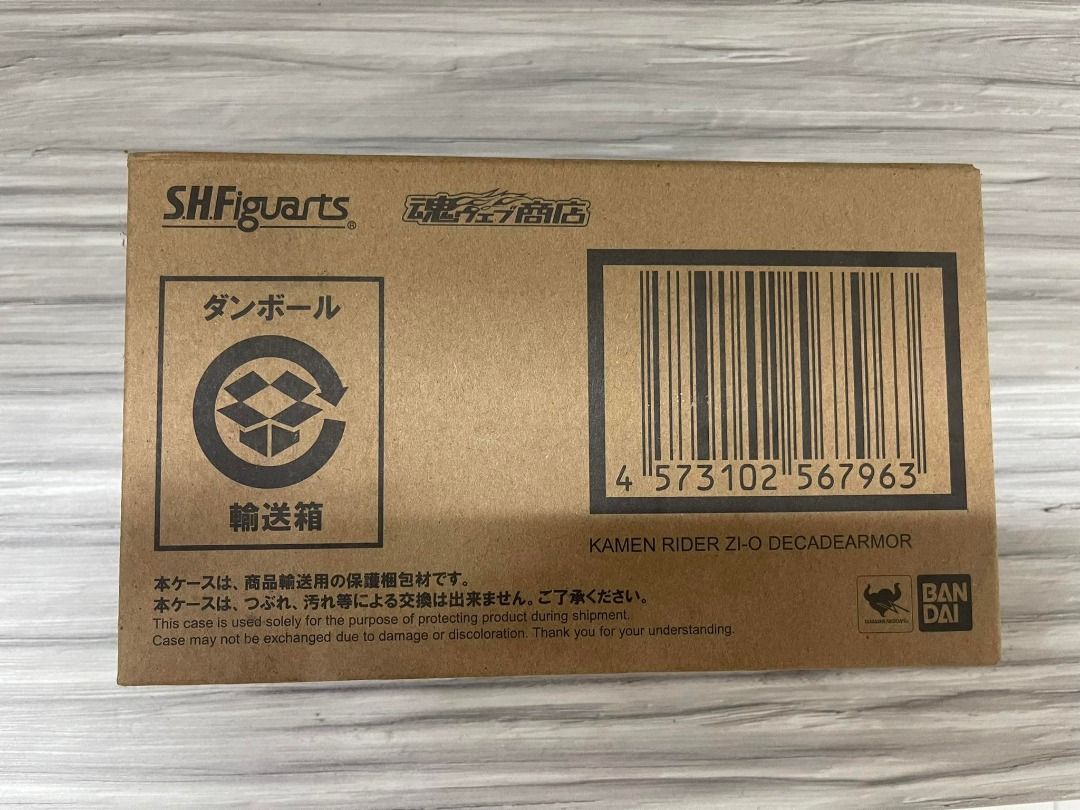 S.H.Figuarts®
魂ウェブ商店
ダンボール
輸送箱
4 573102 567963
KAMEN RIDER ZI-O DECADEARMOR
本ケースは、商品輸送用の保護梱包材です。
本ケースは、つぶれ、汚れ等による交換は出来ません。ご了承ください。
This case is used solely for the purpose of protecting product during shipment.
Case may not be exchanged due to damage or discoloration. Thank you for your understanding.
BAN
DAI